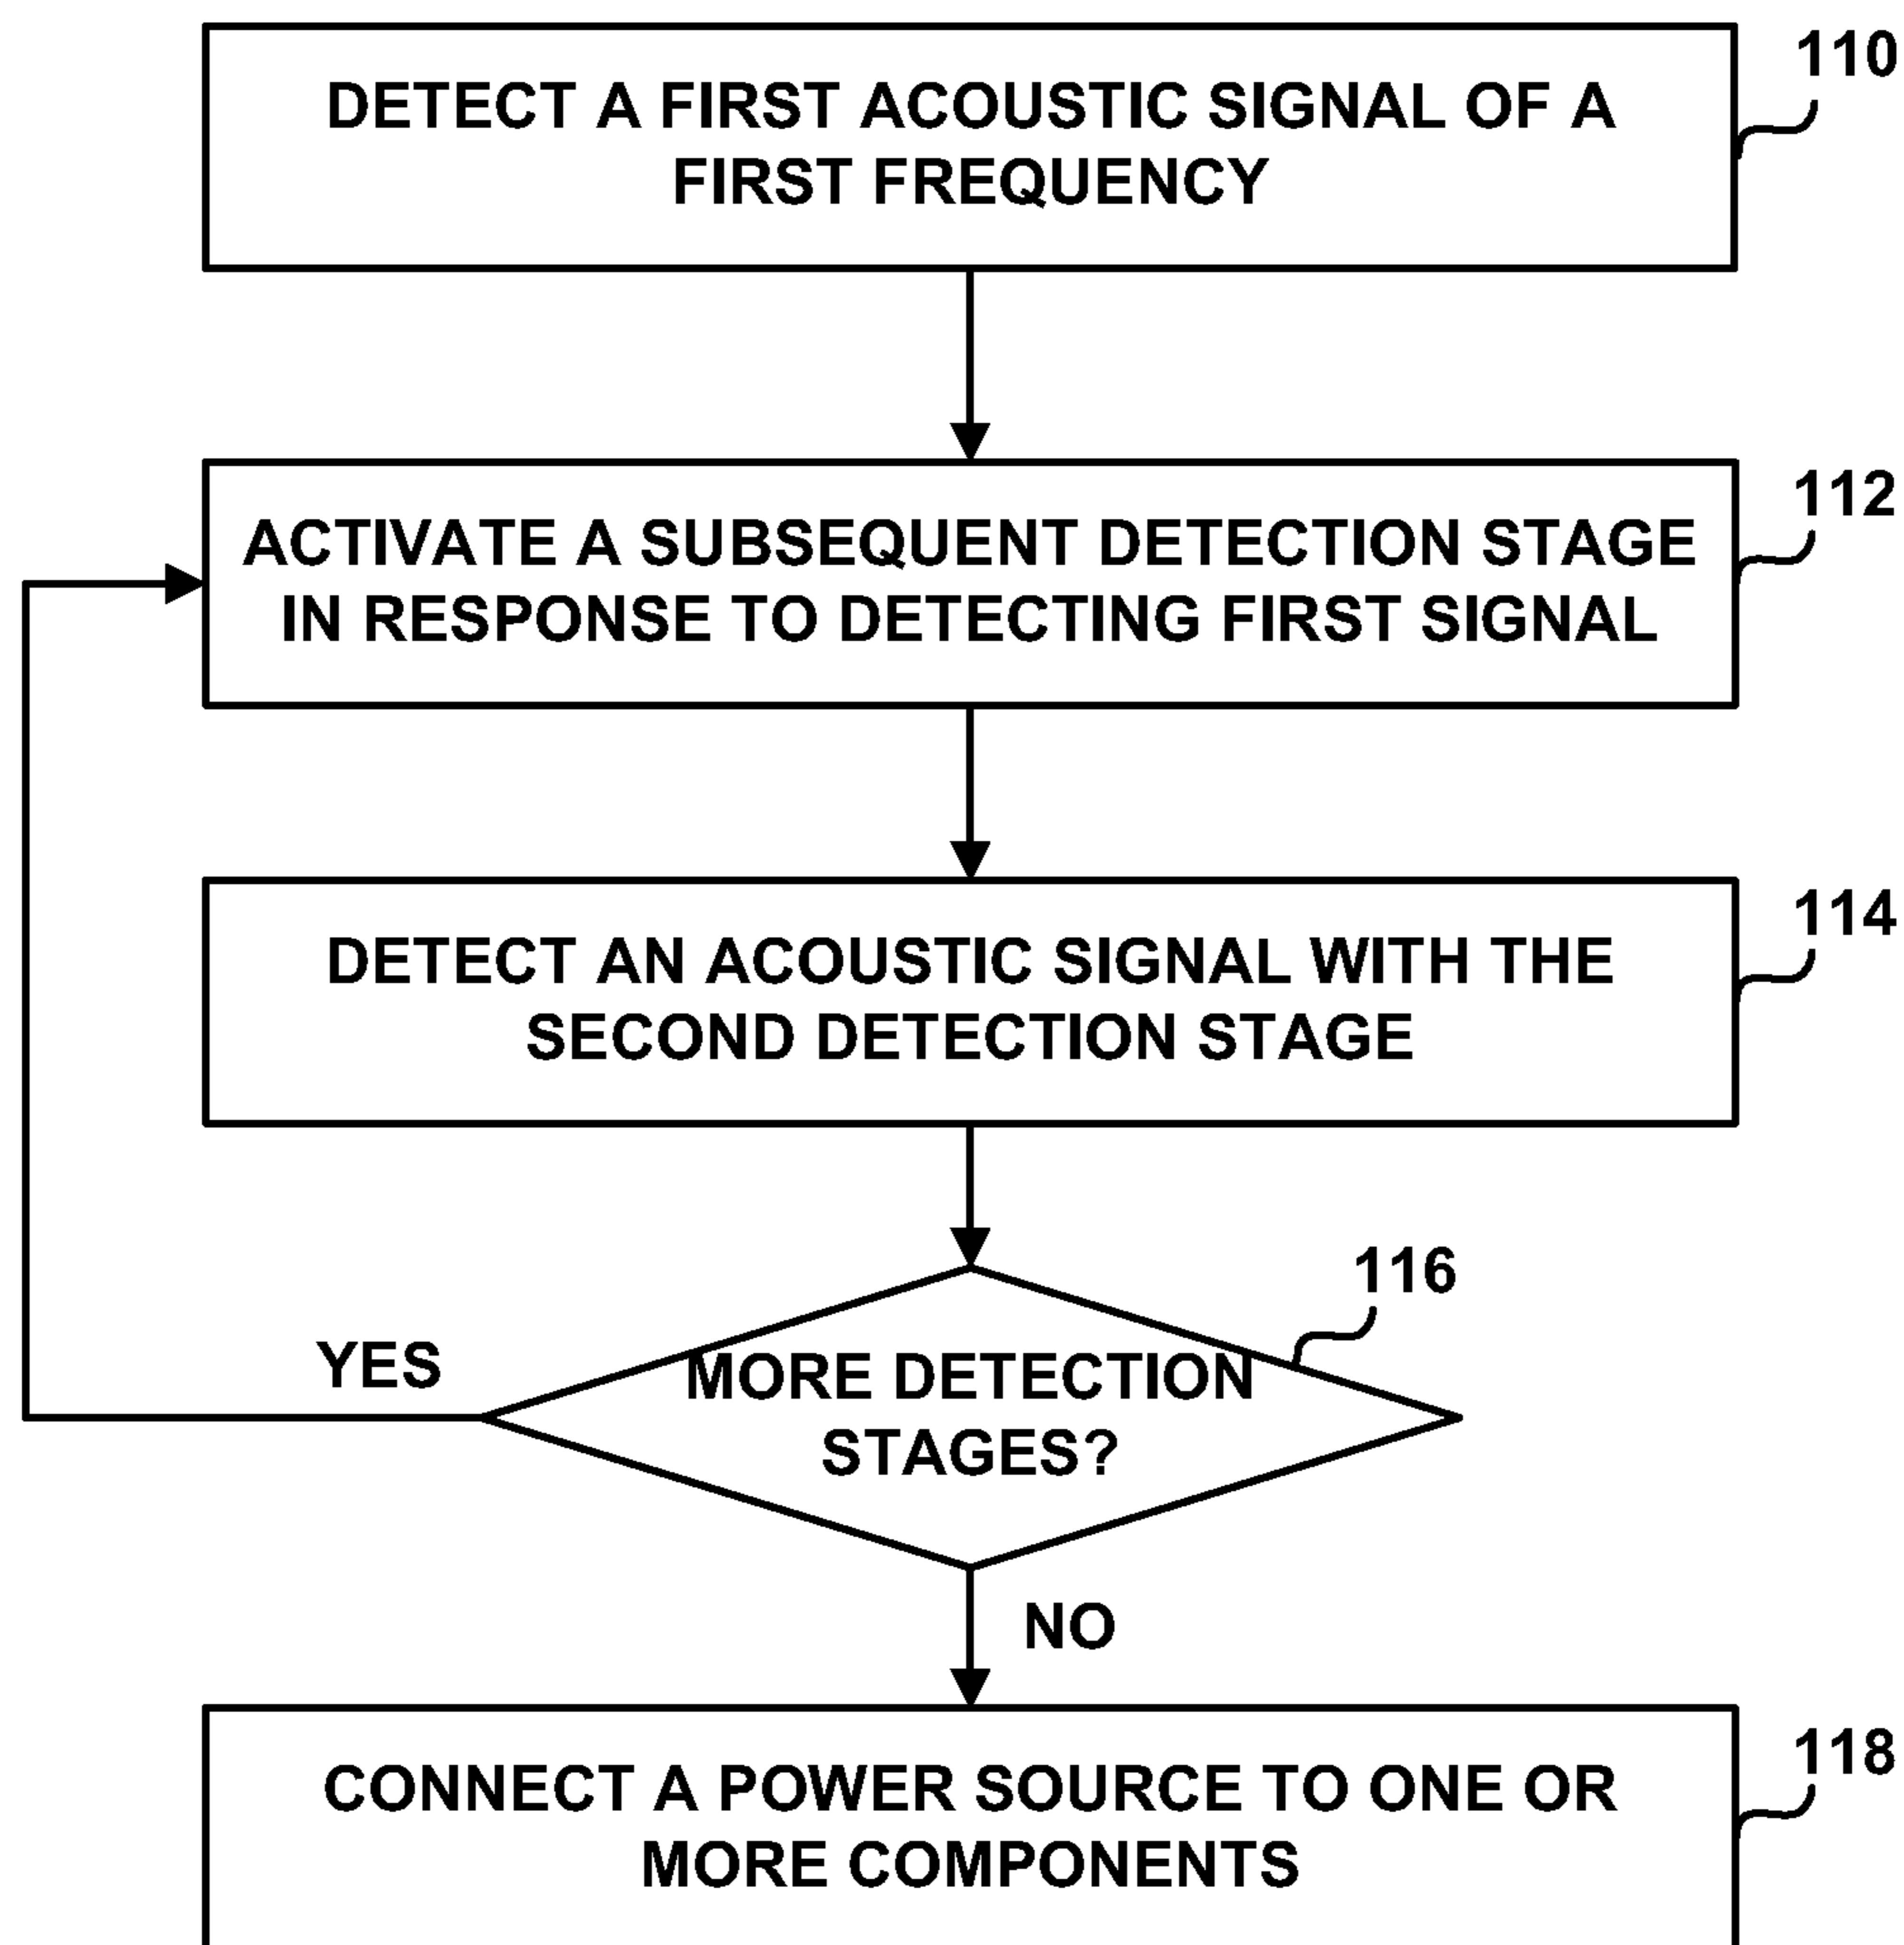 110
DETECT A FIRST ACOUSTIC SIGNAL OF A
FIRST FREQUENCY
112
ACTIVATE A SUBSEQUENT DETECTION STAGE
IN RESPONSE TO DETECTING FIRST SIGNAL
114
DETECT AN ACOUSTIC SIGNAL WITH THE
SECOND DETECTION STAGE
116
YES
MORE DETECTION
STAGES?
NO
118
CONNECT A POWER SOURCE TO ONE OR
MORE COMPONENTS